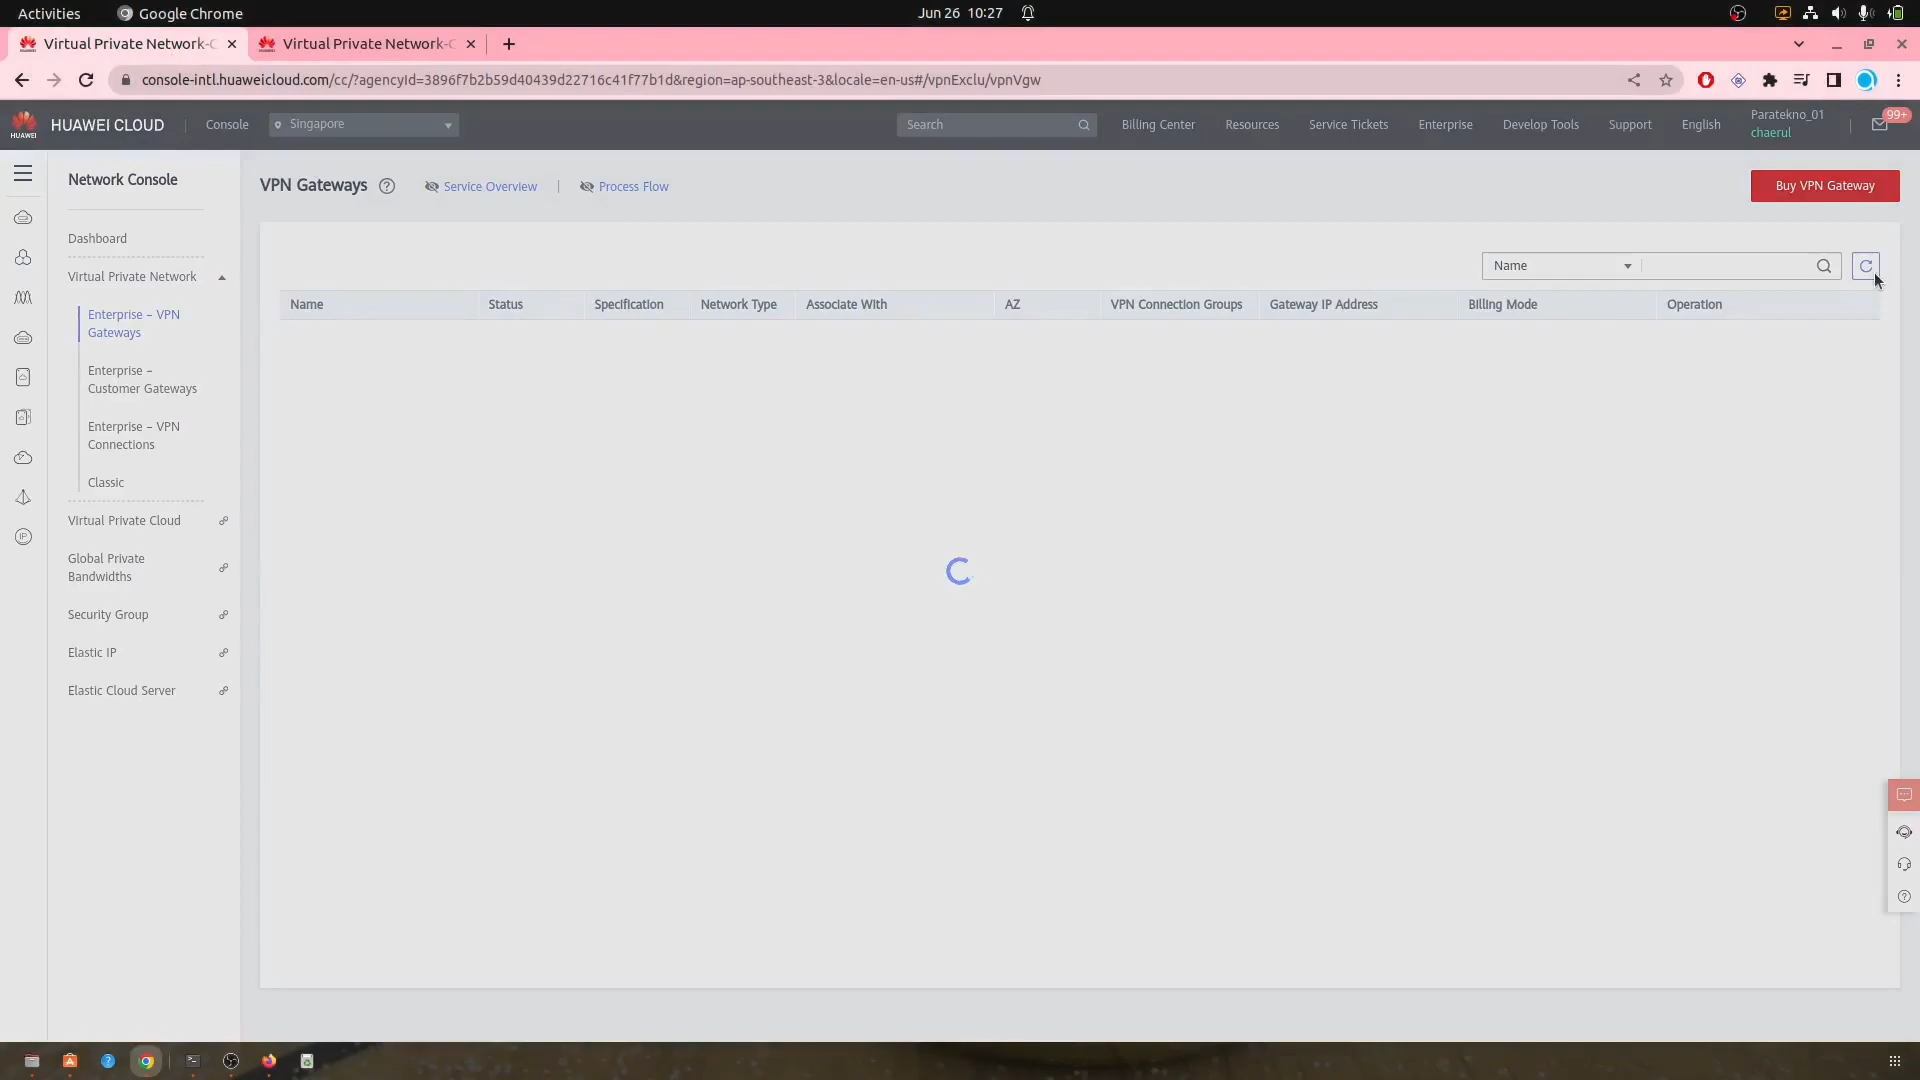 Activities
Google Chrome
Jun 26 10:27
Virtual Private Network-C
Virtual Private Network-C
console-intl.huaweicloud.com/cc/?agencyId=3896f7b2b59d40439d22716c41f77b1d&region=ap-southeast-3&locale=en-us#/vpnExclu/vpnVgw
HUAWEI
HUAWEI CLOUD
Console
Singapore
Search
Billing Center
Resources
Service Tickets
Enterprise
Develop Tools
Support
English
Paratekno_01
chaerul
99+
Network Console
Dashboard
Virtual Private Network
Enterprise – VPN
Gateways
Enterprise –
Customer Gateways
Enterprise – VPN
Connections
Classic
Virtual Private Cloud
Global Private
Bandwidths
Security Group
Elastic IP
Elastic Cloud Server
VPN Gateways
Service Overview
Process Flow
Buy VPN Gateway
Name
Name
Status
Specification
Network Type
Associate With
AZ
VPN Connection Groups
Gateway IP Address
Billing Mode
Operation